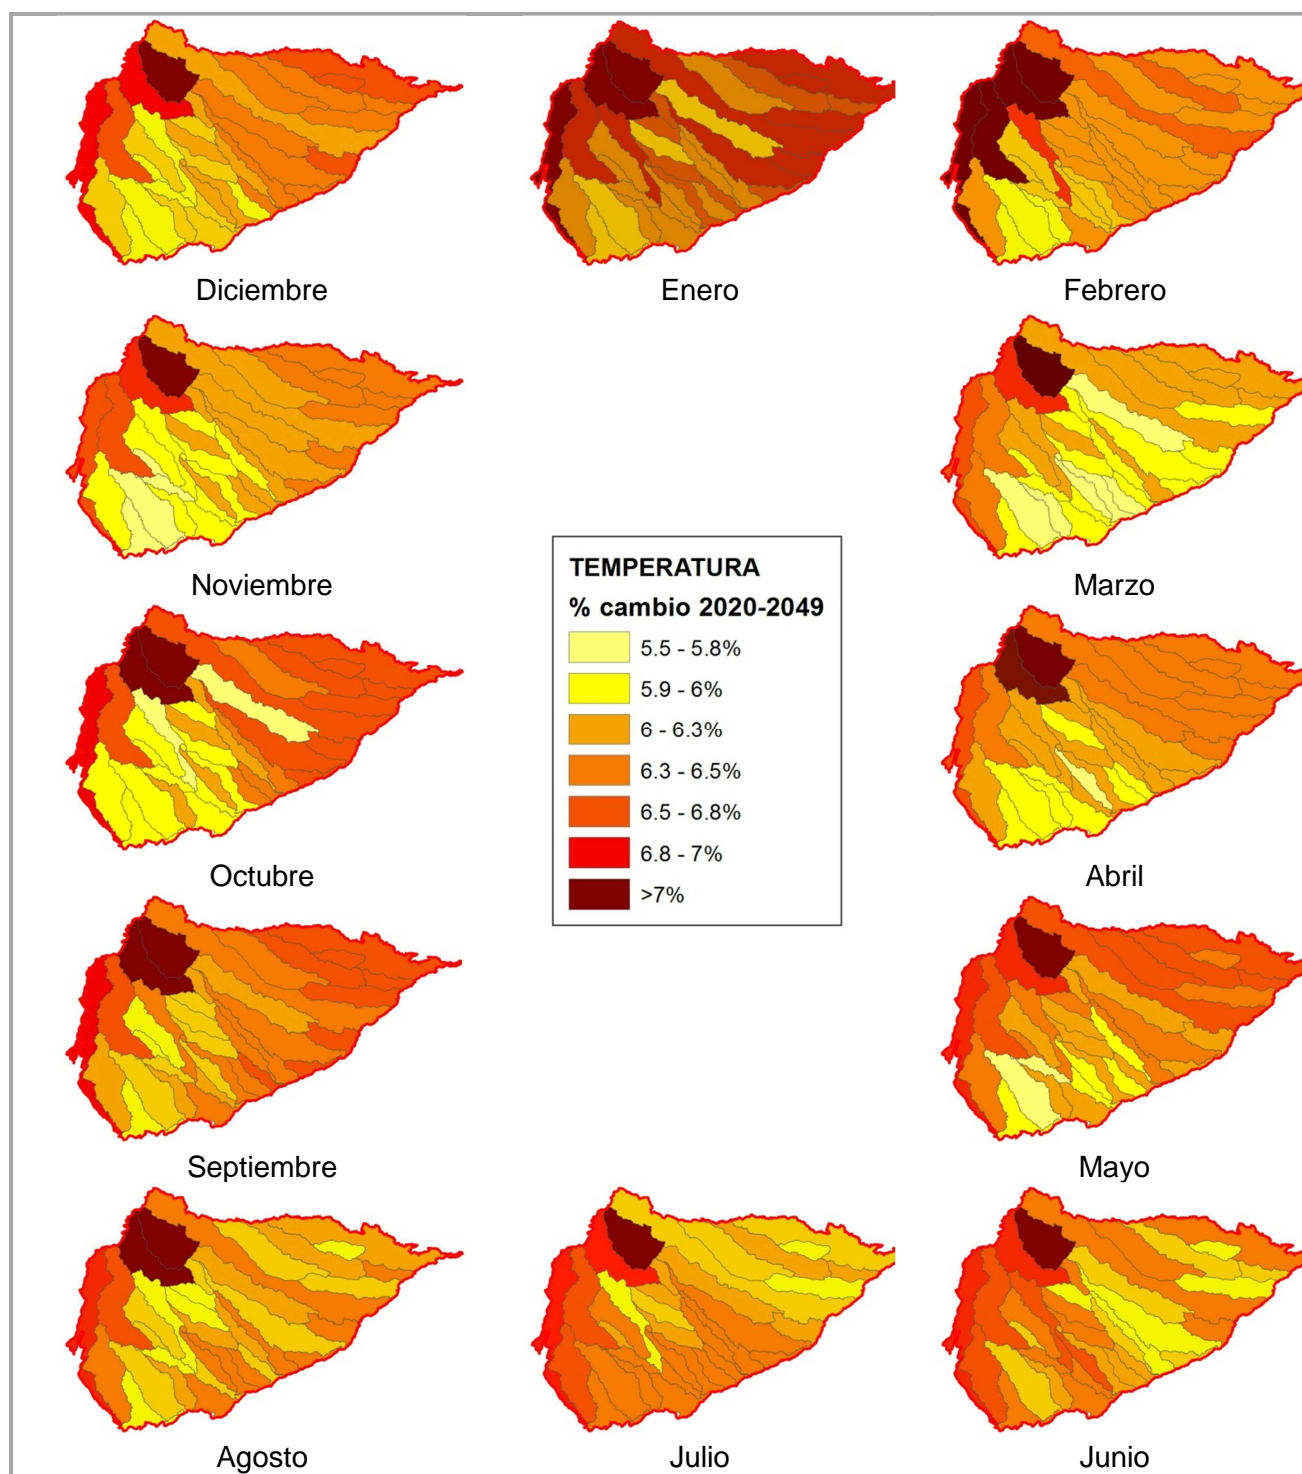 Diciembre
Enero
Febrero
Noviembre
Marzo
TEMPERATURA
% cambio 2020-2049
5.5 - 5.8%
5.9 - 6%
6 - 6.3%
6.3 - 6.5%
6.5 - 6.8%
6.8 - 7%
>7%
Octubre
Abril
Septiembre
Mayo
Agosto
Julio
Junio